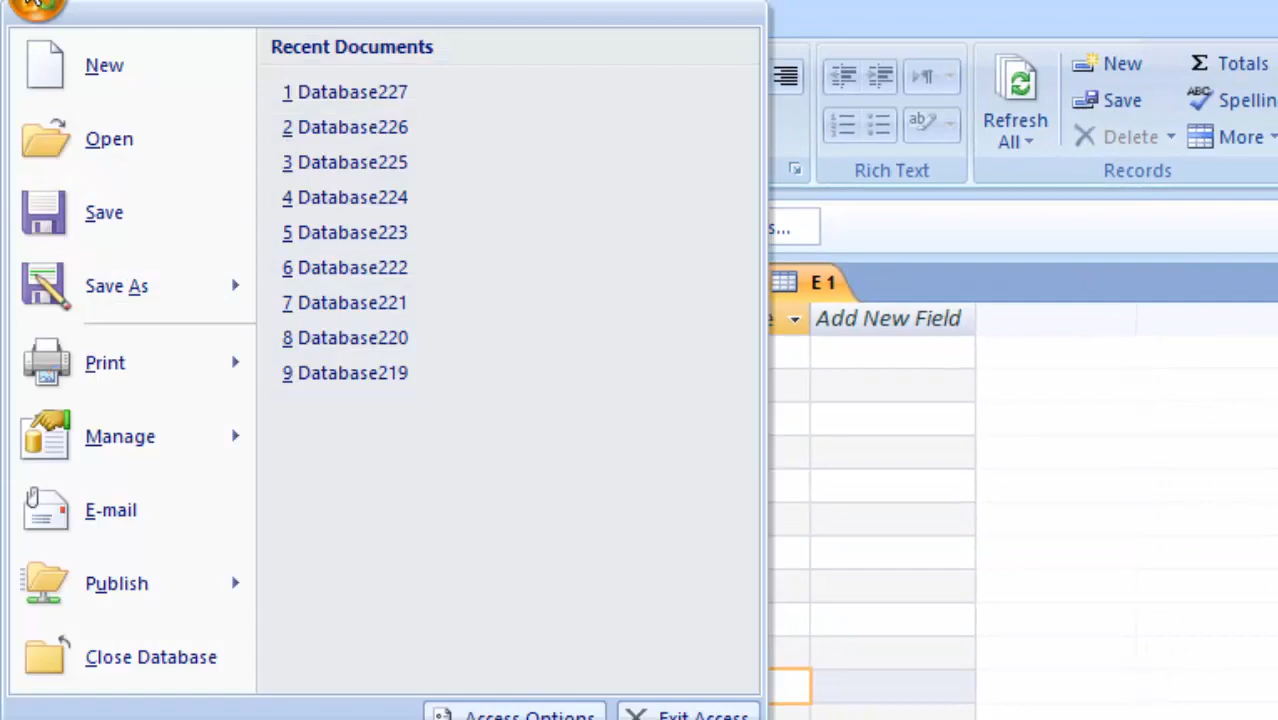 New
Open
Save
Save As
Print
Manage
E-mail
Publish
Close Database
Recent Documents
1 Database227
2 Database226
3 Database225
4 Database224
5 Database223
6 Database222
7 Database221
8 Database220
9 Database219
Access Options
Exit Access
Rich Text
Refresh
All
New
Save
Delete
Σ Totals
ABC
Spellin
More
Records
s...
E 1
e
Add New Field